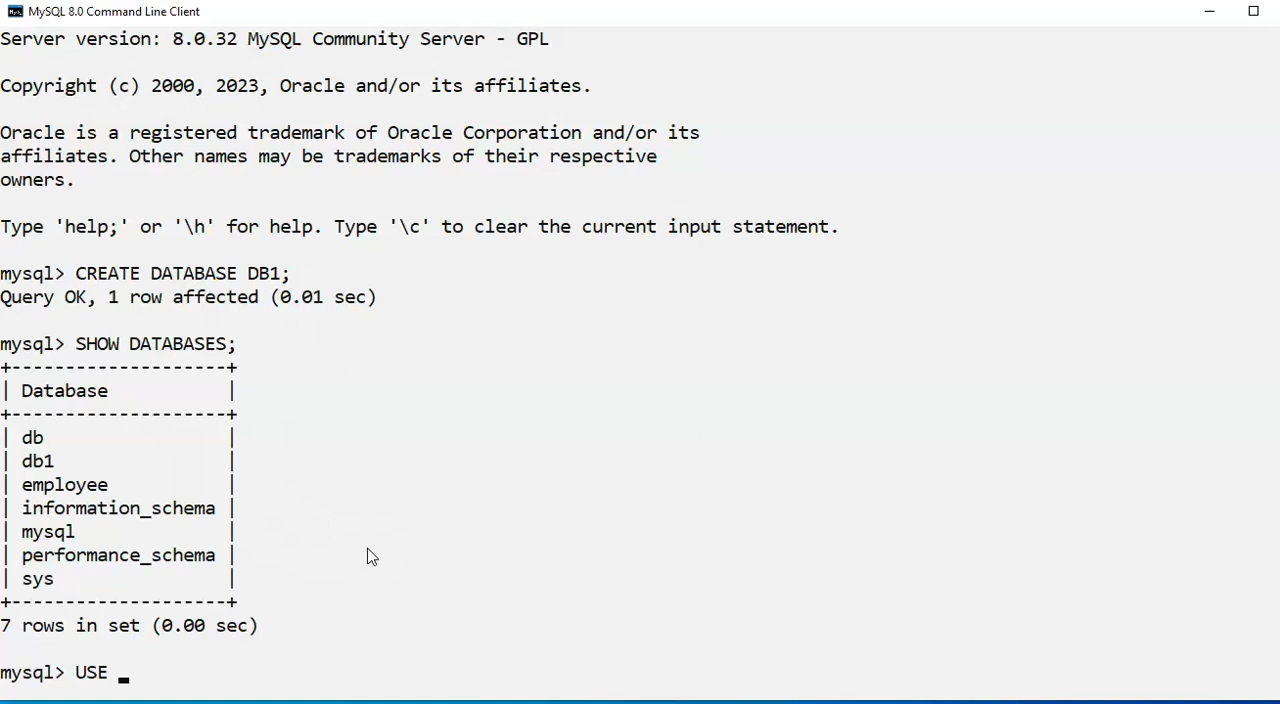 MySQL 8.0 Command Line Client
Server version: 8.0.32 MySQL Community Server - GPL
Copyright (c) 2000, 2023, Oracle and/or its affiliates.
Oracle is a registered trademark of Oracle Corporation and/or its
affiliates. Other names may be trademarks of their respective
owners.
Type 'help;' or '\h' for help. Type '\c' to clear the current input statement.
mysql> CREATE DATABASE DB1;
Query OK, 1 row affected (0.01 sec)
mysql> SHOW DATABASES;
+--------------------+
| Database           |
+--------------------+
| db                 |
| db1                |
| employee           |
| information_schema |
| mysql              |
| performance_schema |
| sys                |
+--------------------+
7 rows in set (0.00 sec)
mysql> USE _